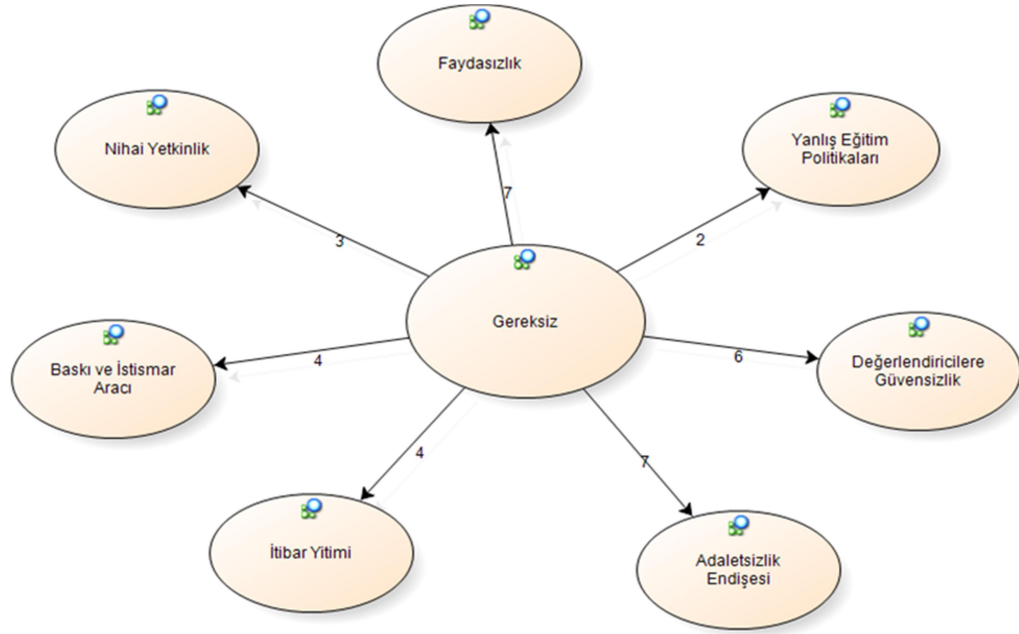 Faydasızlık
Nihai Yetkinlik
Yanlış Eğitim
Politikaları
7
3
2
Gereksiz
Baskı ve İstismar
Aracı
4
6
Değerlendiricilere
Güvensizlik
4
7
İtibar Yitimi
Adaletsizlik
Endişesi